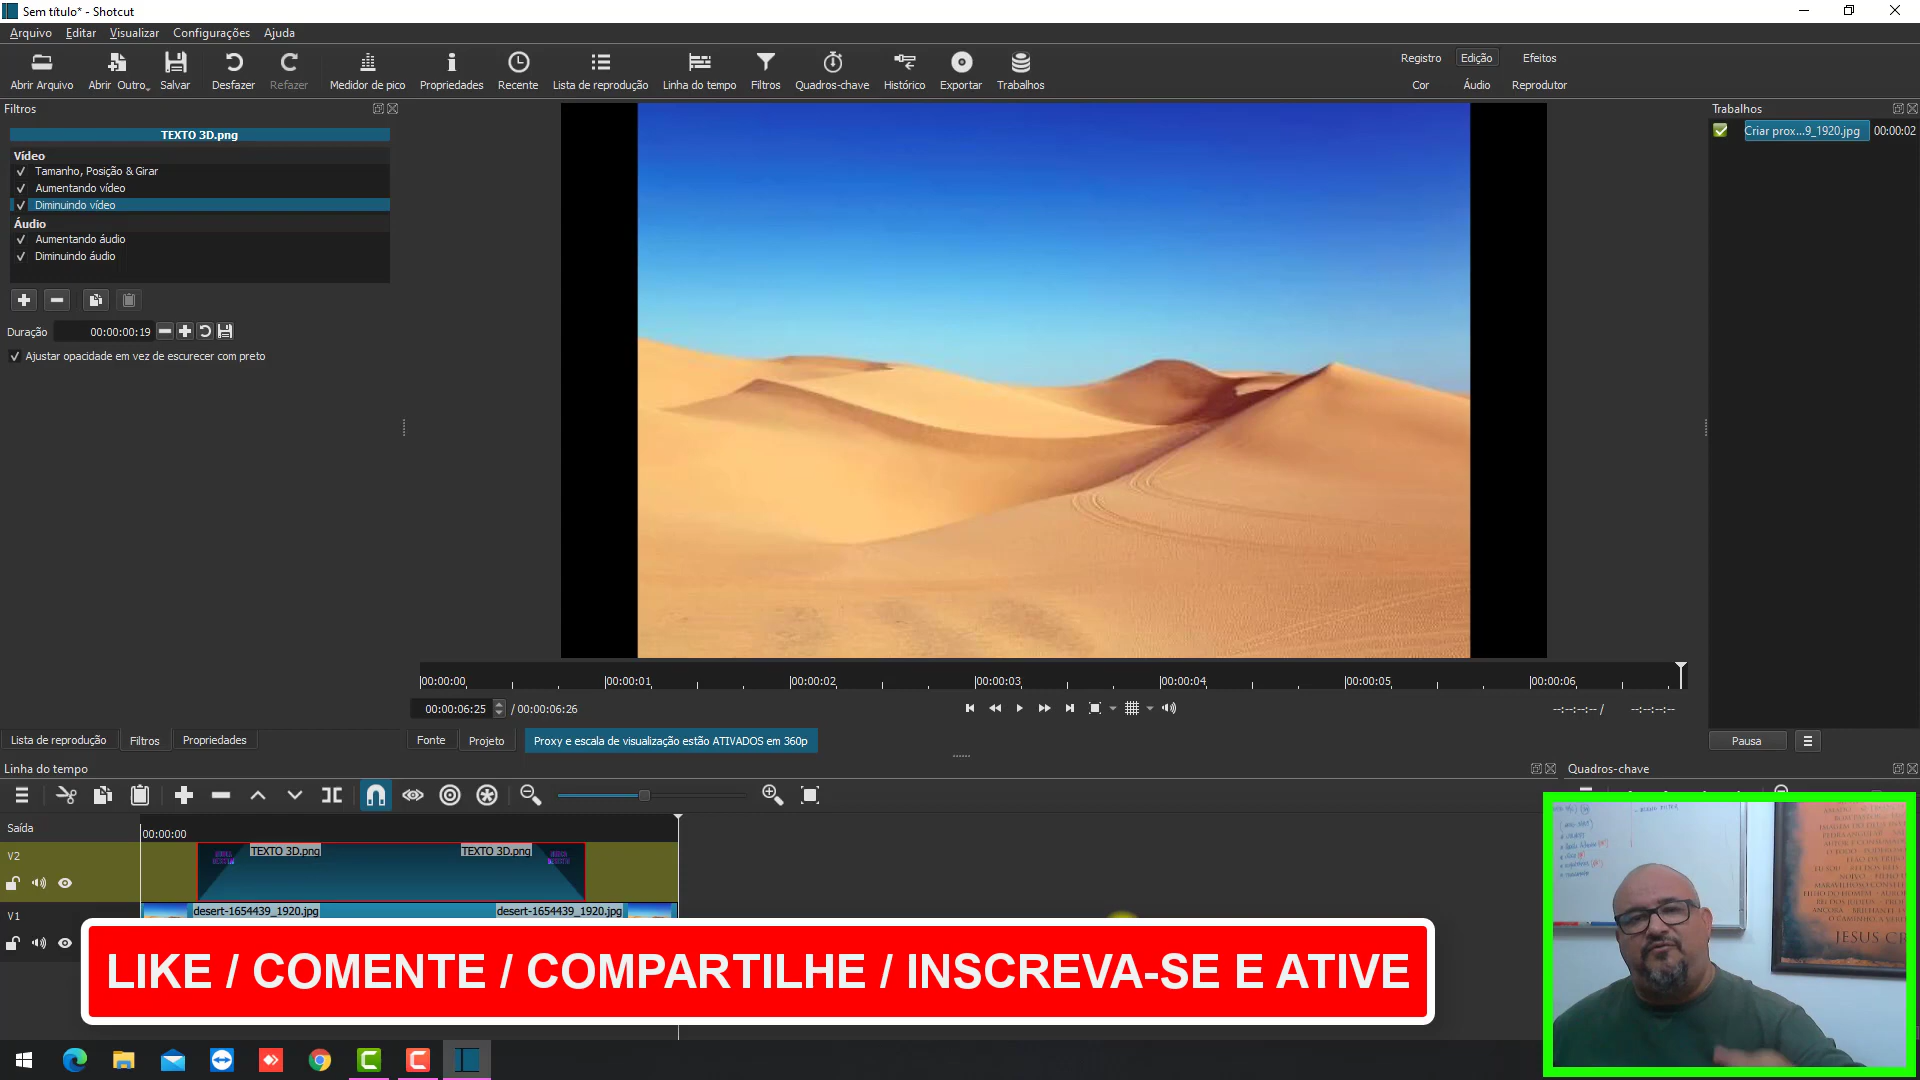 Sem título* - Shotcut
Arquivo Editar Visualizar Configurações Ajuda
Abrir Arquivo Abrir Outro Salvar Desfazer Refazer Medidor de pico Propriedades Recente Lista de reprodução Linha do tempo Filtros Quadros-chave Histórico Exportar Trabalhos
Registro Edição Efeitos
Cor Áudio Reprodutor
Filtros
TEXTO 3D.png
Vídeo
Tamanho, Posição & Girar
Aumentando vídeo
Diminuindo vídeo
Áudio
Aumentando áudio
Diminuindo áudio
Duração 00:00:00:19
Ajustar opacidade em vez de escurecer com preto
Trabalhos
Criar prox...9_1920.jpg 00:00:02
00:00:00 00:00:01 00:00:02 00:00:03 00:00:04 00:00:05 00:00:06
00:00:06:25 / 00:00:06:26
--:--:--:-- / --:--:--:--
Lista de reprodução Filtros Propriedades
Fonte Projeto Proxy e escala de visualização estão ATIVADOS em 360p
Pausa
Linha do tempo
Quadros-chave
Saída
00:00:00
V2
TEXTO 3D.png TEXTO 3D.png
V1
desert-1654439_1920.jpg desert-1654439_1920.jpg
LIKE / COMENTE / COMPARTILHE / INSCREVA-SE E ATIVE
JESUS CR